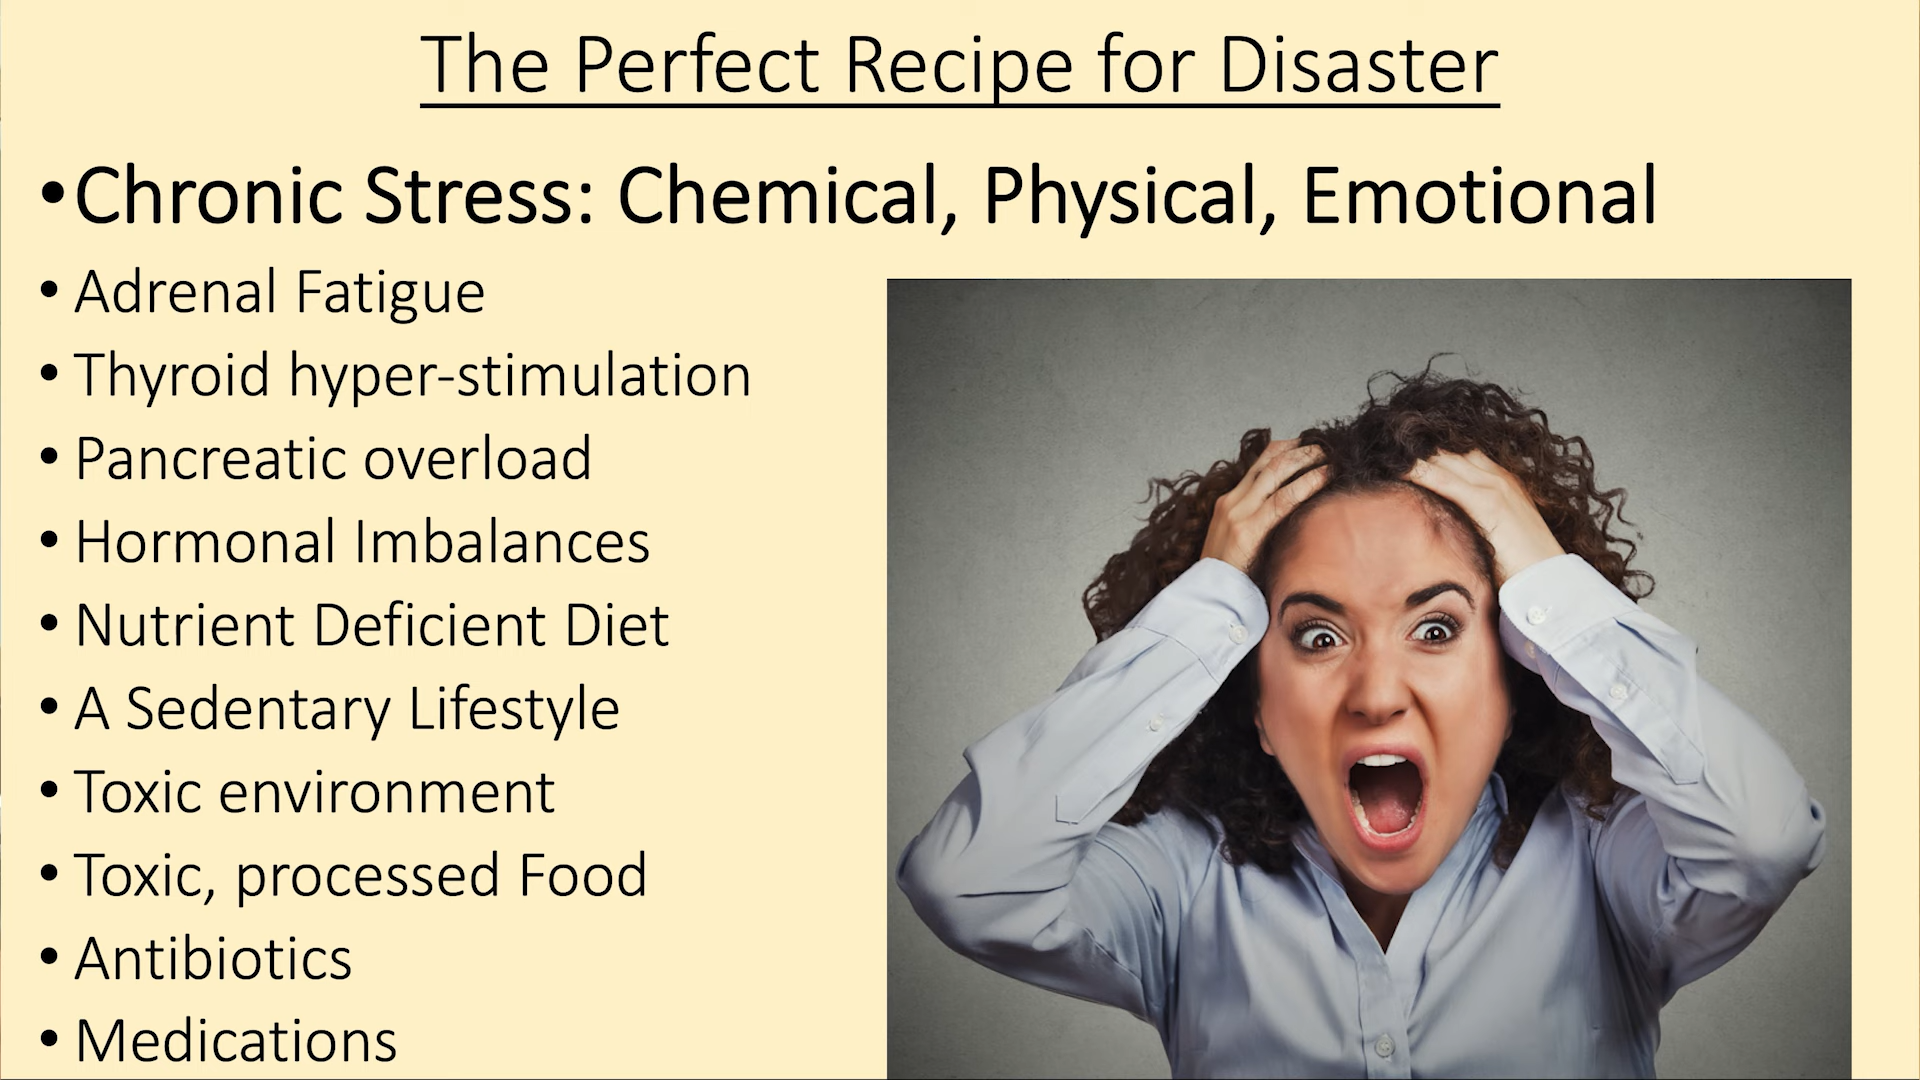 The Perfect Recipe for Disaster
•Chronic Stress: Chemical, Physical, Emotional
• Adrenal Fatigue
• Thyroid hyper-stimulation
• Pancreatic overload
• Hormonal Imbalances
• Nutrient Deficient Diet
• A Sedentary Lifestyle
• Toxic environment
• Toxic, processed Food
• Antibiotics
• Medications